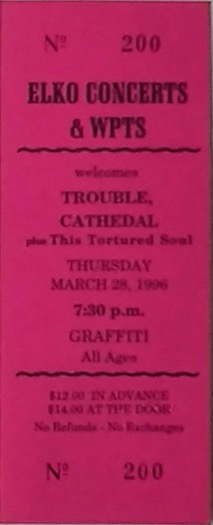 Nº 200
ELKO CONCERTS
& WPTS
welcomes
TROUBLE,
CATHEDAL
plus This Tortured Soul
THURSDAY
MARCH 28, 1996
7:30 p.m.
GRAFFITI
All Ages
$12.00 IN ADVANCE
$14.00 AT THE DOOR
No Refunds - No Exchanges
Nº 200